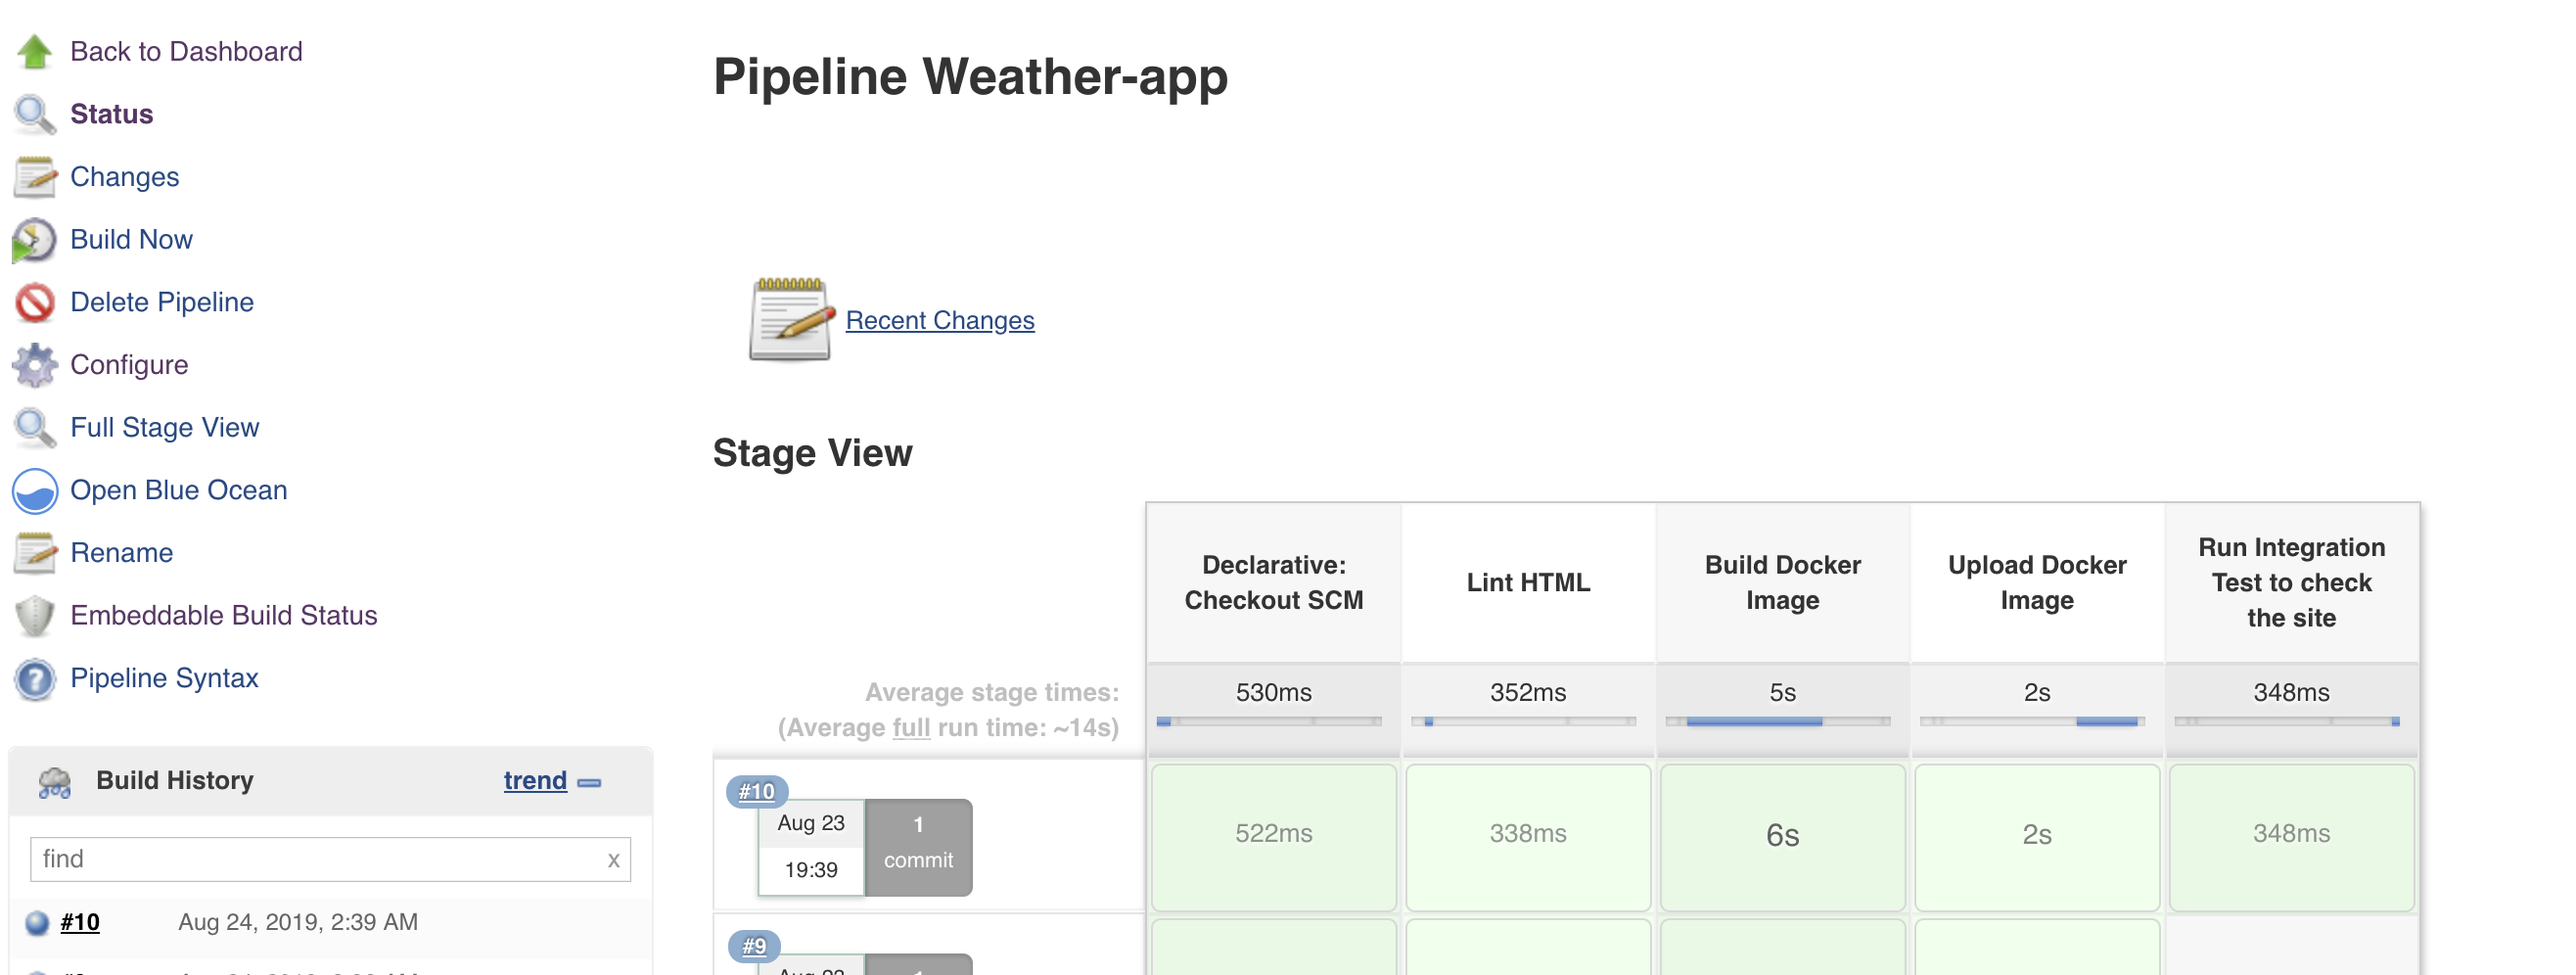 Back to Dashboard
Status
Changes
Build Now
Delete Pipeline
Configure
Full Stage View
Open Blue Ocean
Rename
Embeddable Build Status
Pipeline Syntax
Build History
trend
find
x
#10
Aug 24, 2019, 2:39 AM
Pipeline Weather-app
Recent Changes
Stage View
Declarative:
Checkout SCM
Lint HTML
Build Docker
Image
Upload Docker
Image
Run Integration
Test to check
the site
Average stage times:
(Average full run time: ~14s)
530ms
352ms
5s
2s
348ms
#10
Aug 23
19:39
1
commit
522ms
338ms
6s
2s
348ms
#9